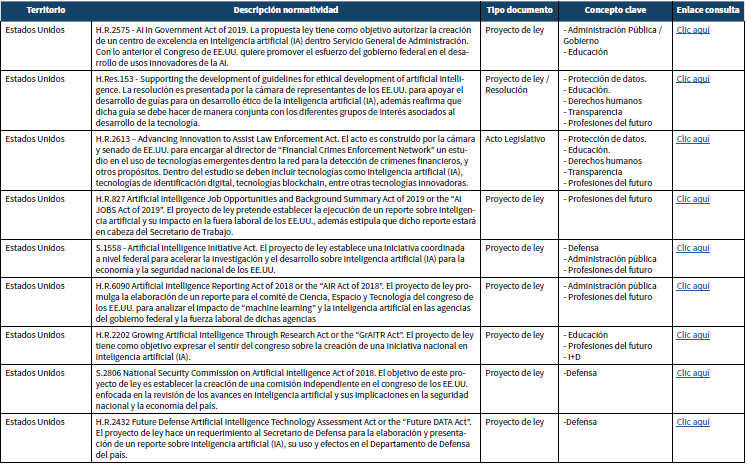 Territorio Descripción normatividad Tipo documento Concepto clave Enlace consulta
Estados Unidos H.R.2575 - AI in Government Act of 2019. La propuesta ley tiene como objetivo autorizar la creación Proyecto de ley - Administración Pública / Clic aquí
de un centro de excelencia en inteligencia artificial (IA) dentro Servicio General de Administración. Gobierno
Con lo anterior el Congreso de EE.UU. quiere promover el esfuerzo del gobierno federal en el desa- - Educación
rrollo de usos innovadores de la AI.
Estados Unidos H.Res.153 - Supporting the development of guidelines for ethical development of artificial intelli- Proyecto de ley / - Protección de datos. Clic aquí
gence. La resolución es presentada por la cámara de representantes de los EE.UU. para apoyar el Resolución - Educación.
desarrollo de guías para un desarrollo ético de la inteligencia artificial (IA), además reafirma que - Derechos humanos
dicha guía se debe hacer de manera conjunta con los diferentes grupos de interés asociados al - Transparencia
desarrollo de la tecnología. - Profesiones del futuro
Estados Unidos H.R.2613 – Advancing Innovation to Assist Law Enforcement Act. El acto es construido por la cámara Acto Legislativo - Protección de datos. Clic aquí
y senado de EE.UU. para encargar al director de “Financial Crimes Enforcement Network” un estu- - Educación.
dio en el uso de tecnologías emergentes dentro la red para la detección de crímenes financieros, y - Derechos humanos
otros propósitos. Dentro del estudio se deben incluir tecnologías como inteligencia artificial (IA), - Transparencia
tecnologías de identificación digital, tecnologías blockchain, entre otras tecnologías innovadoras. - Profesiones del futuro
Estados Unidos H.R.827 Artificial Intelligence Job Opportunities and Background Summary Act of 2019 or the “AI Proyecto de ley - Profesiones del futuro Clic aquí
JOBS Act of 2019”. El proyecto de ley pretende establecer la ejecución de un reporte sobre inteligen-
cia artificial y su impacto en la fuera laboral de los EE.UU., además estipula que dicho reporte estará
en cabeza del Secretario de Trabajo.
Estados Unidos S.1558 - Artificial Intelligence Initiative Act. El proyecto de ley establece una iniciativa coordinada Proyecto de ley - Defensa Clic aquí
a nivel federal para acelerar la investigación y el desarrollo sobre inteligencia artificial (IA) para la - Administración pública
economía y la seguridad nacional de los EE.UU. - Profesiones del futuro
Estados Unidos H.R.6090 Artificial Intelligence Reporting Act of 2018 or the “AIR Act of 2018”. El proyecto de ley pro- Proyecto de ley - Administración pública Clic aquí
mulga la elaboración de un reporte para el comité de Ciencia, Espacio y Tecnología del congreso de - Profesiones del futuro
los EE.UU. para analizar el impacto de “machine learning” y la inteligencia artificial en las agencias
del gobierno federal y la fuerza laboral de dichas agencias
Estados Unidos H.R.2202 Growing Artificial Intelligence Through Research Act or the “GrAITR Act”. El proyecto de ley Proyecto de ley - Educación Clic aquí
tiene como objetivo expresar el sentir del congreso sobre la creación de una iniciativa nacional en - Profesiones del futuro
inteligencia artificial (IA). - I+D
Estados Unidos S.2806 National Security Commission on Artificial Intelligence Act of 2018. El objetivo de este pro- Proyecto de ley -Defensa Clic aquí
yecto de ley es establecer la creación de una comisión independiente en el congreso de los EE.UU.
enfocada en la revisión de los avances en inteligencia artificial y sus implicaciones en la seguridad
nacional y la economía del país.
Estados Unidos H.R.2432 Future Defense Artificial Intelligence Technology Assessment Act or the “Future DATA Act”. Proyecto de ley -Defensa Clic aquí
El proyecto de ley hace un requerimiento al Secretario de Defensa para la elaboración y presenta-
ción de un reporte sobre inteligencia artificial (IA), su uso y efectos en el Departamento de Defensa
del país.